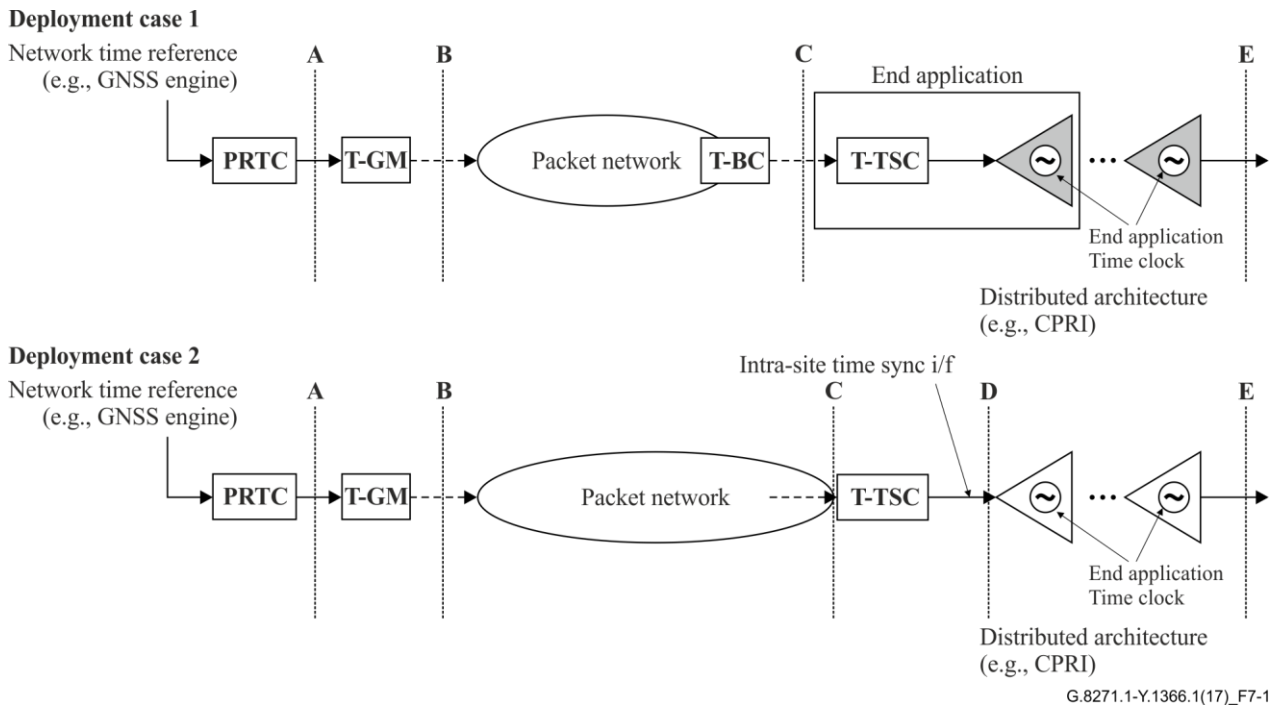 Deployment case 1
Network time reference
(e.g., GNSS engine)
A
B
C
E
End application
PRTC
T-GM
Packet network
T-BC
T-TSC
End application
Time clock
Distributed architecture
(e.g., CPRI)
Deployment case 2
Intra-site time sync i/f
Network time reference
(e.g., GNSS engine)
A
B
C
D
E
PRTC
T-GM
Packet network
T-TSC
End application
Time clock
Distributed architecture
(e.g., CPRI)
G.8271.1-Y.1366.1(17)_F7-1